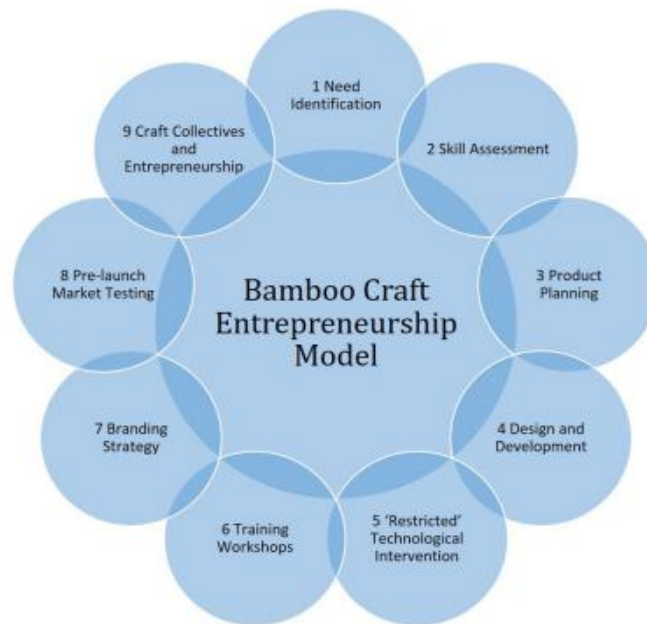 Bamboo Craft
Entrepreneurship
Model
1 Need
Identification
2 Skill Assessment
3 Product
Planning
4 Design and
Development
5 ‘Restricted’
Technological
Intervention
6 Training
Workshops
7 Branding
Strategy
8 Pre-launch
Market Testing
9 Craft Collectives
and
Entrepreneurship